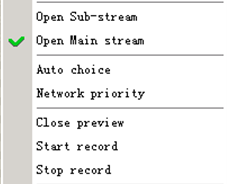 Open Sub-stream
Open Main stream
Auto choice
Network priority
Close preview
Start record
Stop record